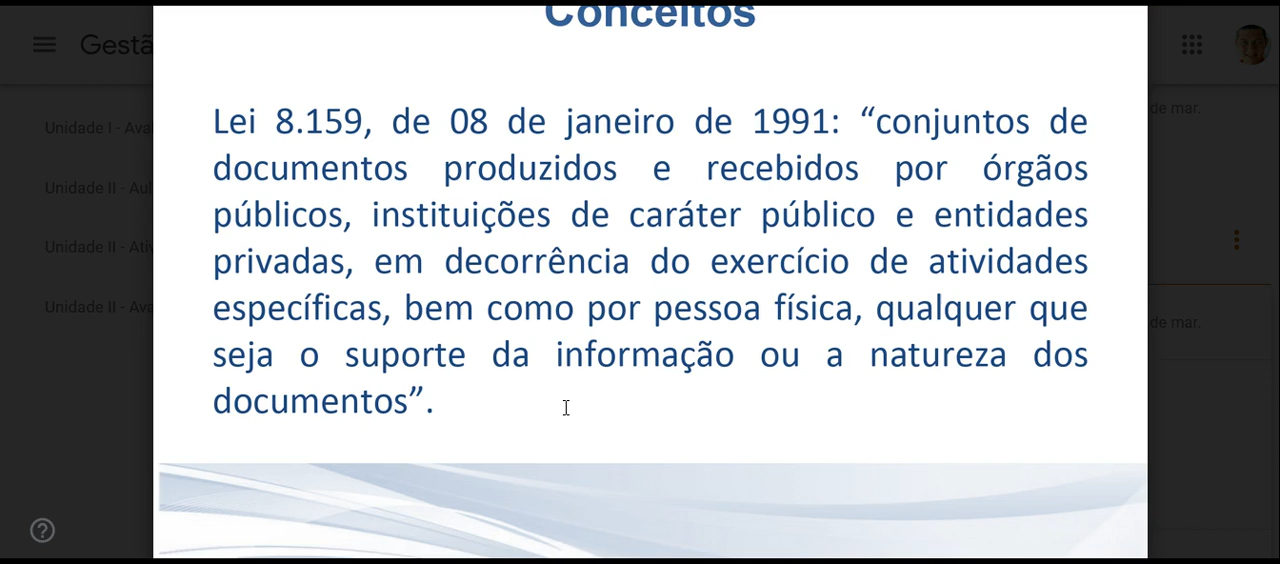 Conceitos
Gestã
de mar.
Unidade I - Ava
Unidade II - Aul
Unidade II - Ativ
Unidade II - Ava
de mar.
Lei 8.159, de 08 de janeiro de 1991: “conjuntos de
documentos produzidos e recebidos por órgãos
públicos, instituições de caráter público e entidades
privadas, em decorrência do exercício de atividades
específicas, bem como por pessoa física, qualquer que
seja o suporte da informação ou a natureza dos
documentos”.